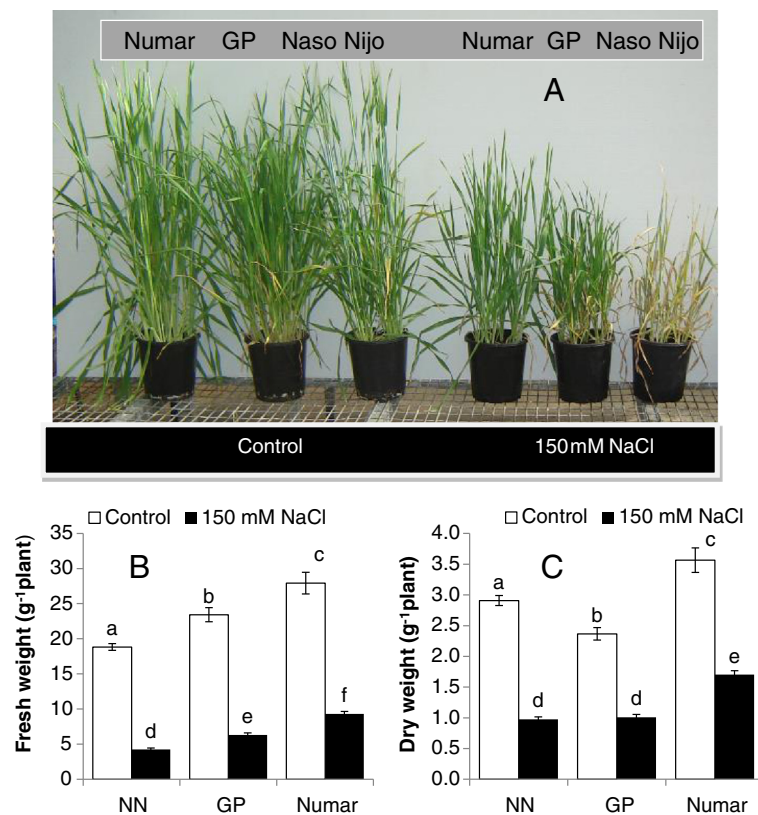 Numar GP Naso Nijo Numar GP Naso Nijo
A
Control 150mM NaCl
Control 150 mM NaCl
B
Fresh weight (g-1plant)
35
30
25
20
15
10
5
0
a
b
c
d
e
f
NN GP Numar
Control 150 mM NaCl
C
Dry weight (g-1plant)
4.0
3.5
3.0
2.5
2.0
1.5
1.0
0.5
0.0
a
b
c
d
d
e
NN GP Numar